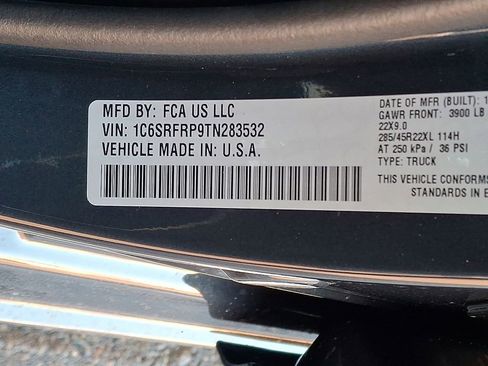 MFD BY: FCA US LLC
VIN: 1C6SRFRP9TN283532
VEHICLE MADE IN: U.S.A.
DATE OF MFR (BUILT): 1
GAWR FRONT: 3900 LB
22X9.0
285/45R22XL 114H
AT 250 kPa / 36 PSI
TYPE: TRUCK
THIS VEHICLE CONFORMS
STANDARDS IN E